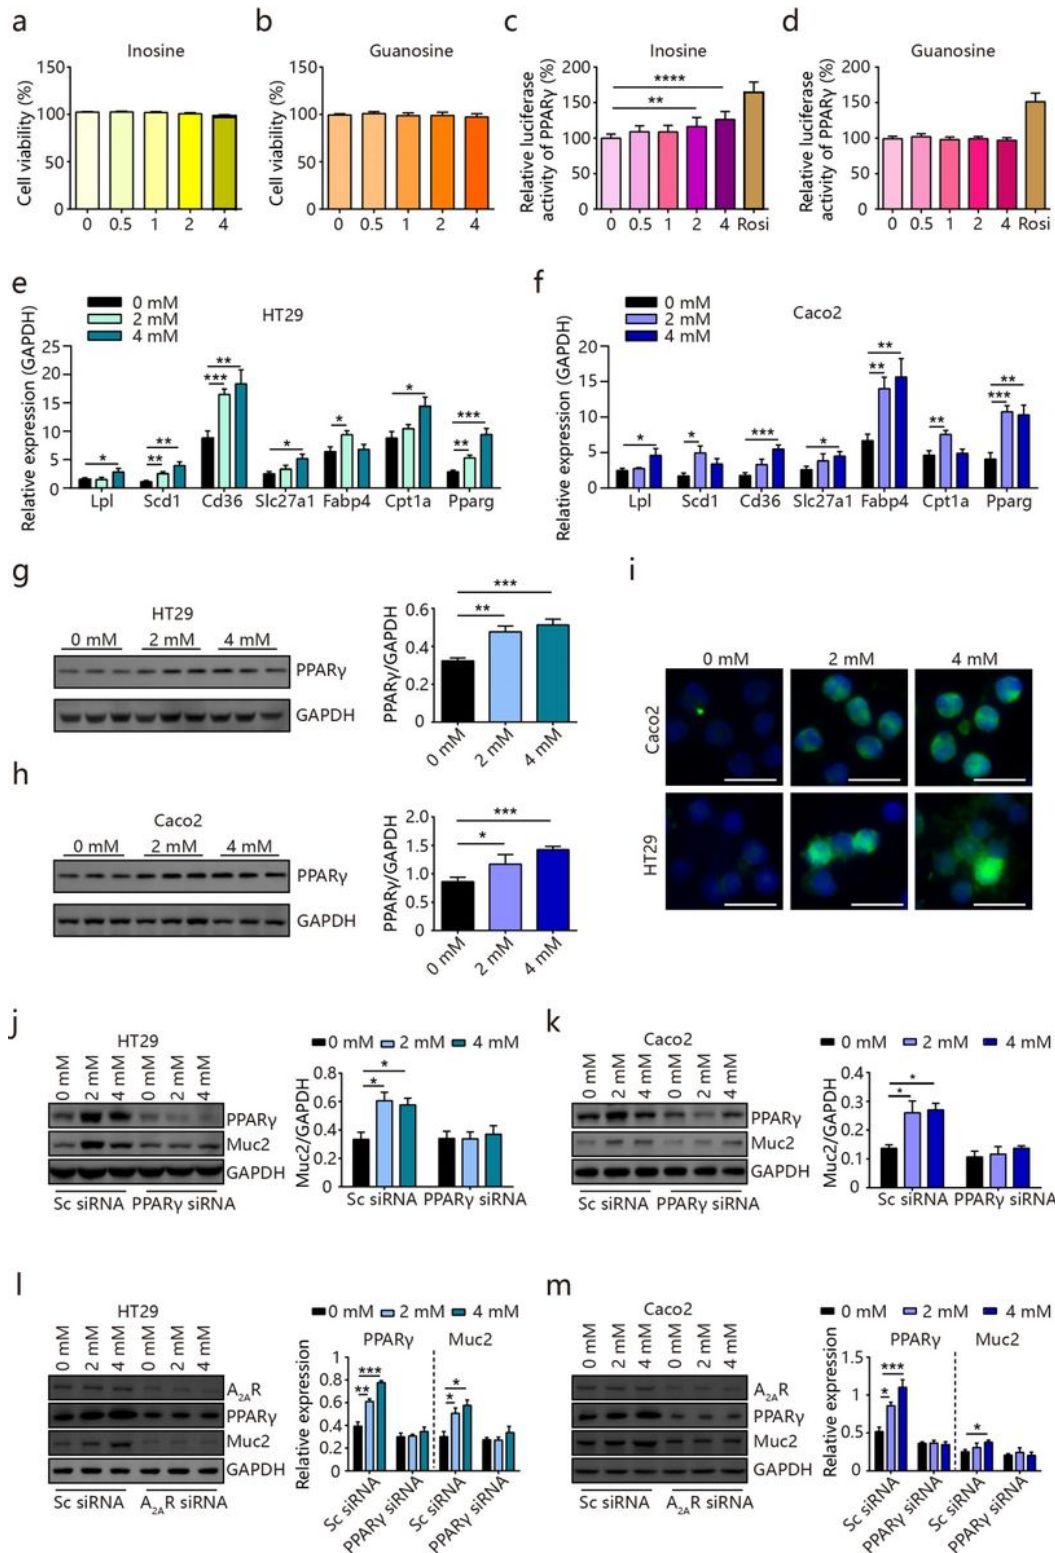 a
Inosine
Cell viability (%)
150
100
50
0
0 0.5 1 2 4
b
Guanosine
Cell viability (%)
150
100
50
0
0 0.5 1 2 4
c
Inosine
Relative luciferase
activity of PPARγ (%)
200
150
100
50
0
****
**
0 0.5 1 2 4 Rosi
d
Guanosine
Relative luciferase
activity of PPARγ (%)
200
150
100
50
0
0 0.5 1 2 4 Rosi
e
0 mM
2 mM
4 mM
HT29
Relative expression (GAPDH)
25
20
15
10
5
0
* ** ** ** *** * * * *** **
Lpl Scd1 Cd36 Slc27a1 Fabp4 Cpt1a Pparg
f
0 mM
2 mM
4 mM
Caco2
Relative expression (GAPDH)
25
20
15
10
5
0
* * *** * ** ** ** ** ***
Lpl Scd1 Cd36 Slc27a1 Fabp4 Cpt1a Pparg
g
HT29
0 mM 2 mM 4 mM
PPARγ
GAPDH
PPARγ/GAPDH
0.6
0.4
0.2
0
***
**
0 mM 2 mM 4 mM
h
Caco2
0 mM 2 mM 4 mM
PPARγ
GAPDH
PPARγ/GAPDH
2.0
1.5
1.0
0.5
0
***
*
0 mM 2 mM 4 mM
i
0 mM 2 mM 4 mM
Caco2
HT29
j
HT29
0 mM 2 mM 4 mM 0 mM 2 mM 4 mM
PPARγ
Muc2
GAPDH
Sc siRNA PPARγ siRNA
0 mM 2 mM 4 mM
Muc2/GAPDH
0.8
0.6
0.4
0.2
0
*
*
Sc siRNA PPARγ siRNA
k
Caco2
0 mM 2 mM 4 mM 0 mM 2 mM 4 mM
PPARγ
Muc2
GAPDH
Sc siRNA PPARγ siRNA
0 mM 2 mM 4 mM
Muc2/GAPDH
0.4
0.3
0.2
0.1
0
*
*
Sc siRNA PPARγ siRNA
l
HT29
0 mM 2 mM 4 mM 0 mM 2 mM 4 mM
A2AR
PPARγ
Muc2
GAPDH
Sc siRNA A2AR siRNA
0 mM 2 mM 4 mM
PPARγ Muc2
Relative expression
1.0
0.8
0.6
0.4
0.2
0
*** ** * *
Sc siRNA PPARγ siRNA Sc siRNA PPARγ siRNA
m
Caco2
0 mM 2 mM 4 mM 0 mM 2 mM 4 mM
A2AR
PPARγ
Muc2
GAPDH
Sc siRNA A2AR siRNA
0 mM 2 mM 4 mM
PPARγ Muc2
Relative expression
1.5
1
0.5
0
*** * *
Sc siRNA PPARγ siRNA Sc siRNA PPARγ siRNA